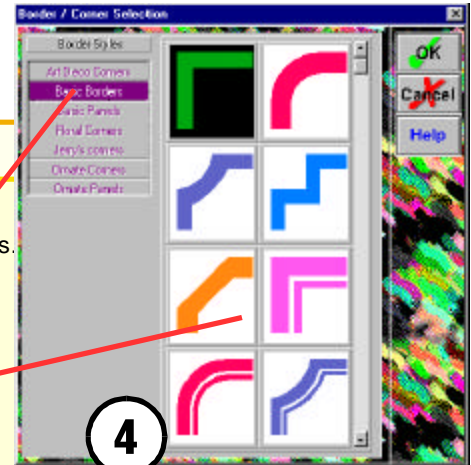 Border / Corner Selection
Border Styles
Art Deco Corners
Basic Borders
Basic Panels
Floral Corners
Jerry's corners
Ornate Corners
Ornate Panels
OK
Cancel
Help
s.
4